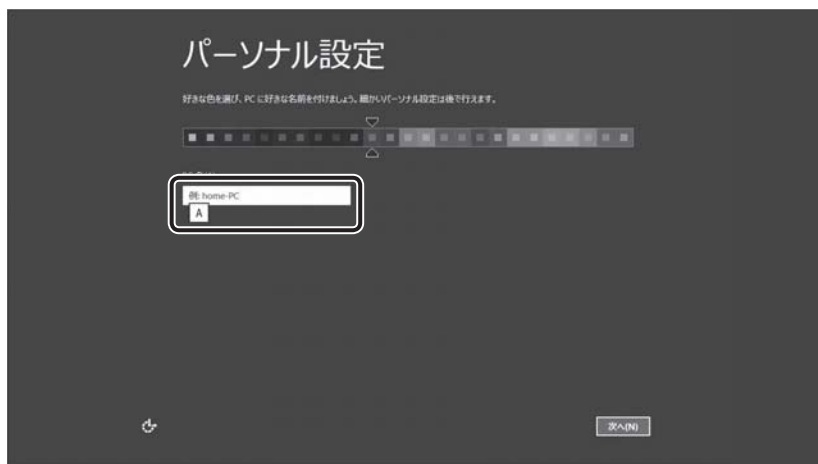 パーソナル設定
好きな色を選び、PC に好きな名前を付けましょう。細かいパーソナル設定は後で行えます。
例: home-PC
A
次へ(N)